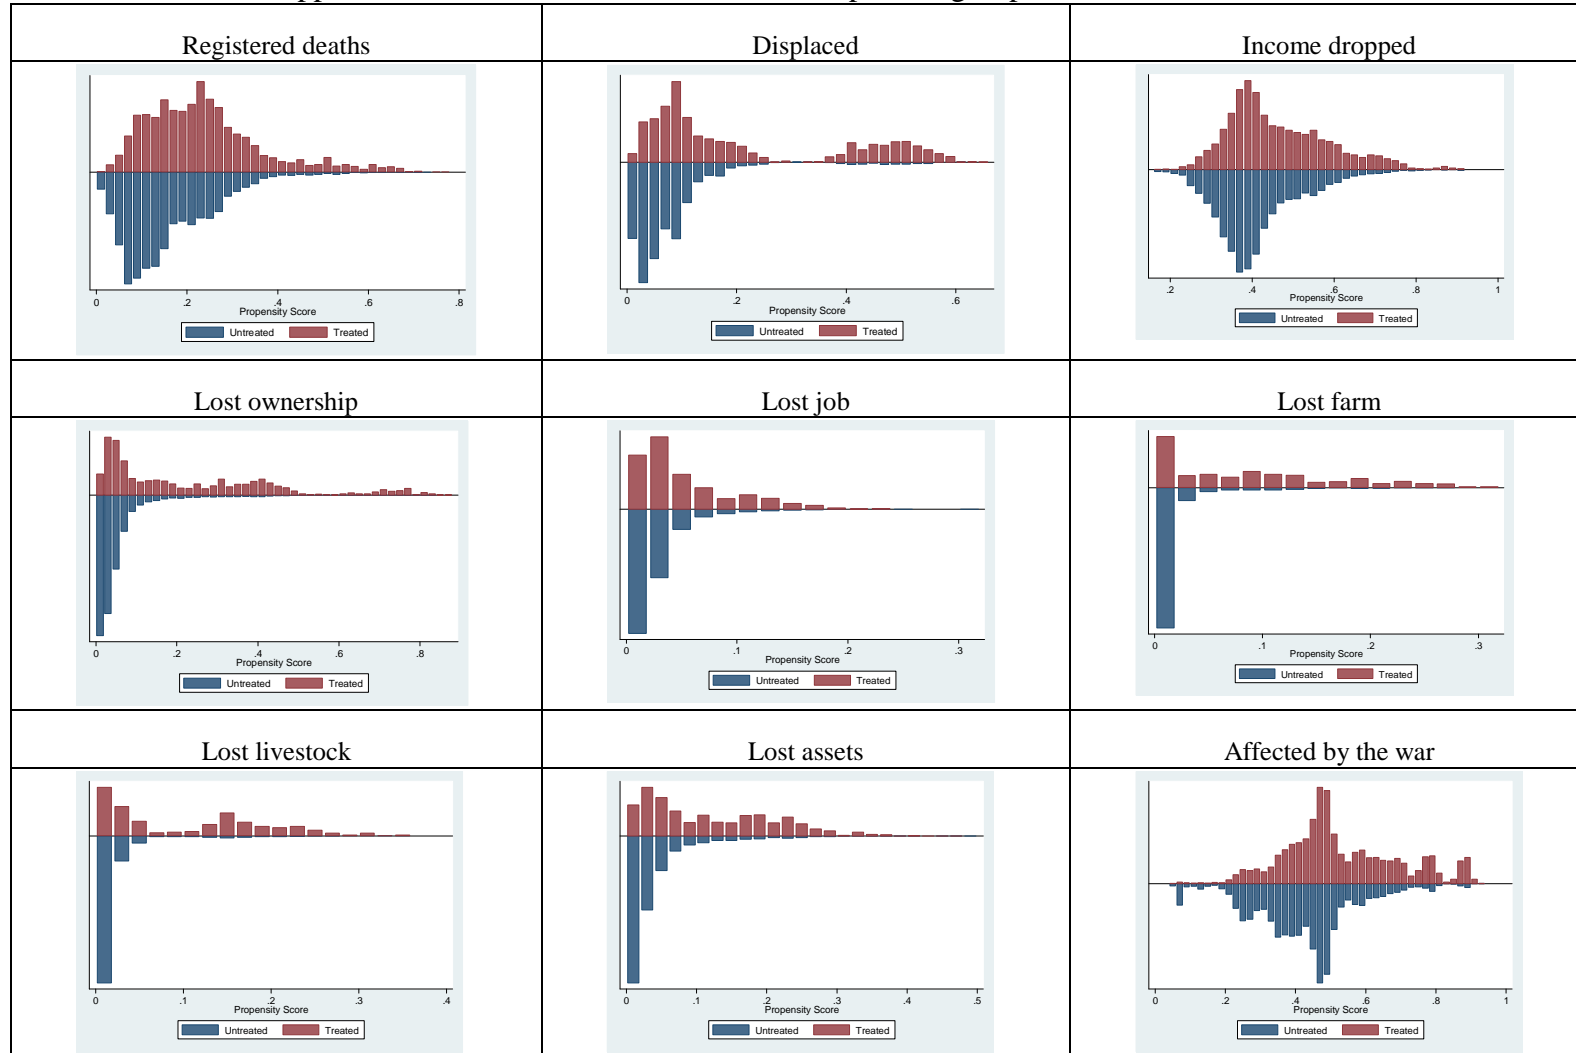 Registered deaths
Displaced
Income dropped
0 .2 .4 .6 .8
Propensity Score
Untreated Treated
0 .2 .4 .6
Propensity Score
Untreated Treated
.2 .4 .6 .8 1
Propensity Score
Untreated Treated
Lost ownership
Lost job
Lost farm
0 .2 .4 .6 .8
Propensity Score
Untreated Treated
0 .1 .2 .3
Propensity Score
Untreated Treated
0 .1 .2 .3
Propensity Score
Untreated Treated
Lost livestock
Lost assets
Affected by the war
0 .1 .2 .3 .4
Propensity Score
Untreated Treated
0 .1 .2 .3 .4 .5
Propensity Score
Untreated Treated
0 .2 .4 .6 .8 1
Propensity Score
Untreated Treated